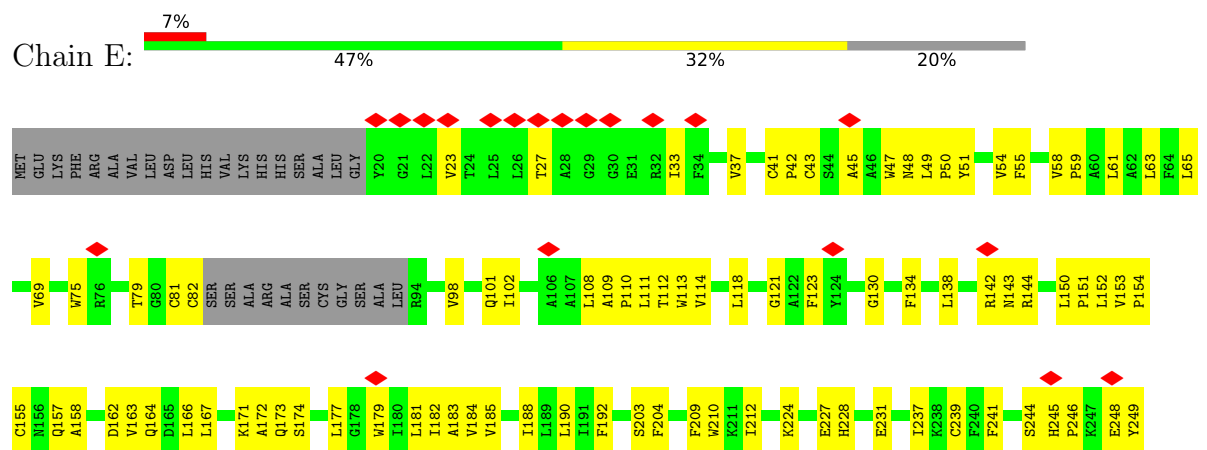 7%
Chain E:
47% 32% 20%
MET GLU LYS PHE ARG ALA VAL LEU ASP LEU HIS VAL LYS HIS HIS SER ALA LEU GLY Y20 G21 L22 V23 T24 L25 L26 T27 A28 G29 G30 E31 R32 I33 F34 V37 C41 P42 C43 S44 A45 A46 W47 N48 L49 P50 Y51 V54 F55 V58 P59 A60 L61 A62 L63 F64 L65
V69 W75 R76 T79 G80 C81 C82 SER SER ALA ARG ALA SER CYS GLY SER ALA LEU R94 V98 Q101 I102 A106 A107 L108 A109 P110 L111 T112 W113 V114 L118 G121 A122 F123 Y124 G130 F134 L138 R142 N143 R144 L150 P151 L152 V153 P154
C155 N156 Q157 A158 D162 V163 Q164 D165 L166 L167 K171 A172 Q173 S174 L177 G178 W179 I180 L181 I182 A183 V184 V185 I188 L189 L190 I191 F192 S203 F204 F209 W210 K211 I212 K224 E227 H228 E231 I237 K238 C239 F240 F241 S244 H245 P246 K247 E248 Y249